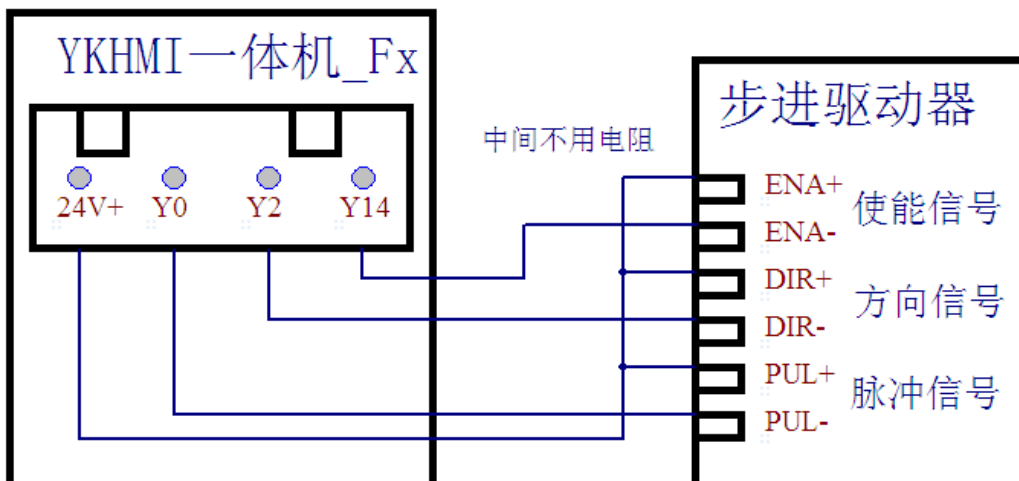 YKHMI一体机_Fx
24V+ Y0 Y2 Y14
中间不用电阻
步进驱动器
ENA+
使能信号
ENA-
DIR+
方向信号
DIR-
PUL+
脉冲信号
PUL-